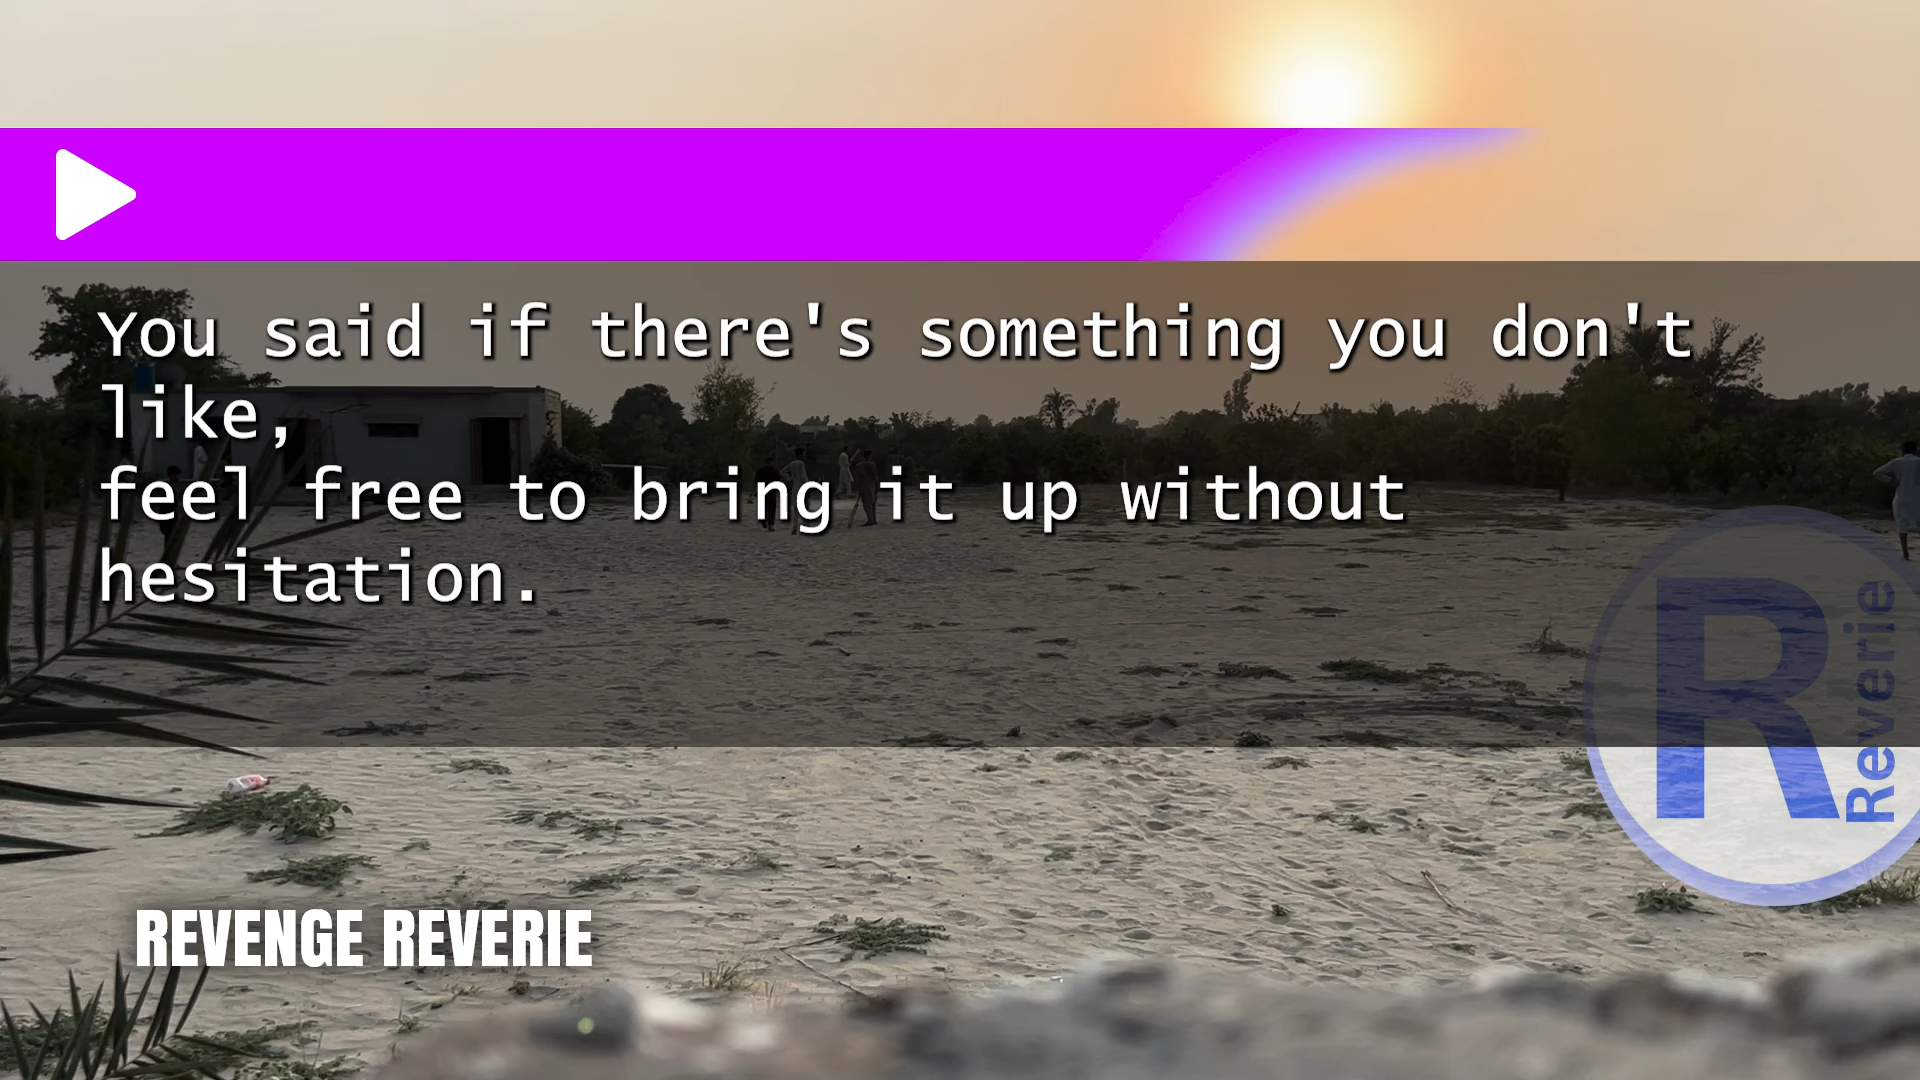 You said if there's something you don't
like,
feel free to bring it up without
hesitation.
R
Reverie
REVENGE REVERIE